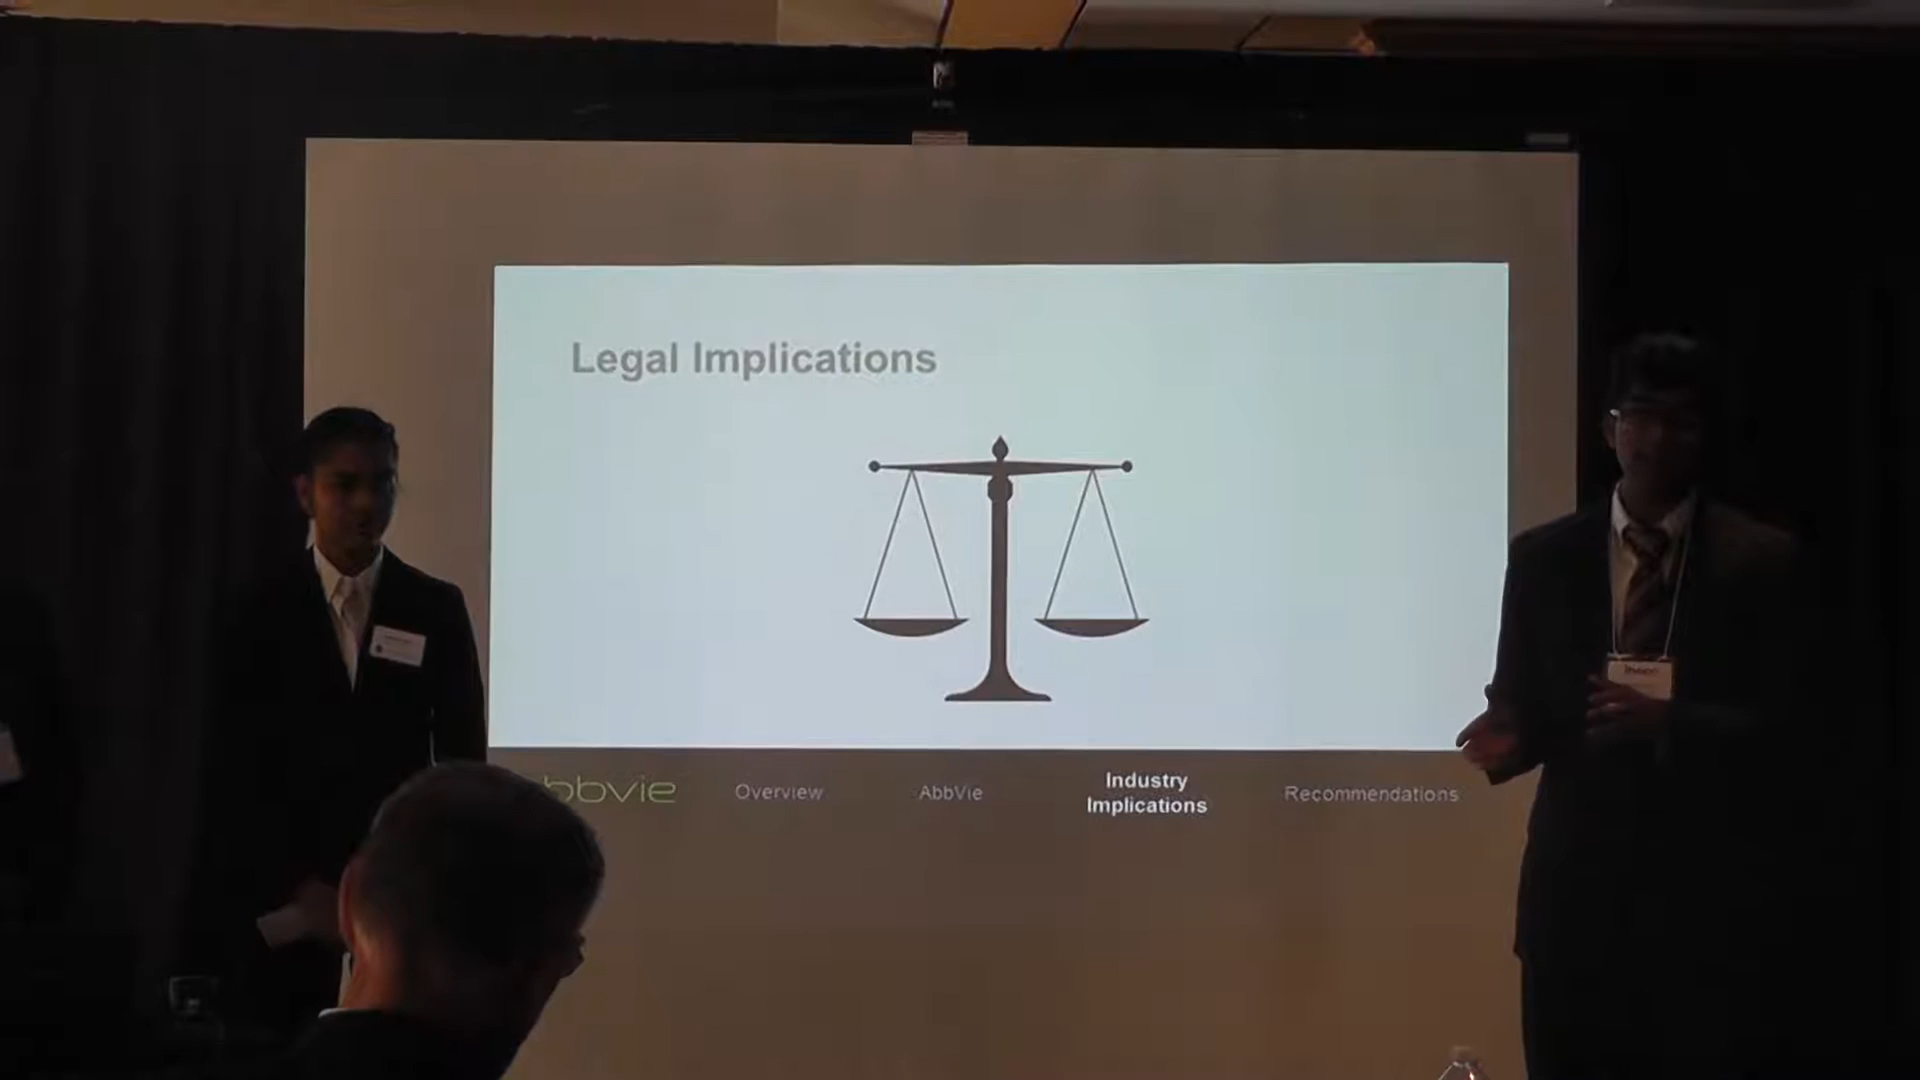 Legal Implications
bbvie
Overview
AbbVie
Industry
Implications
Recommendations